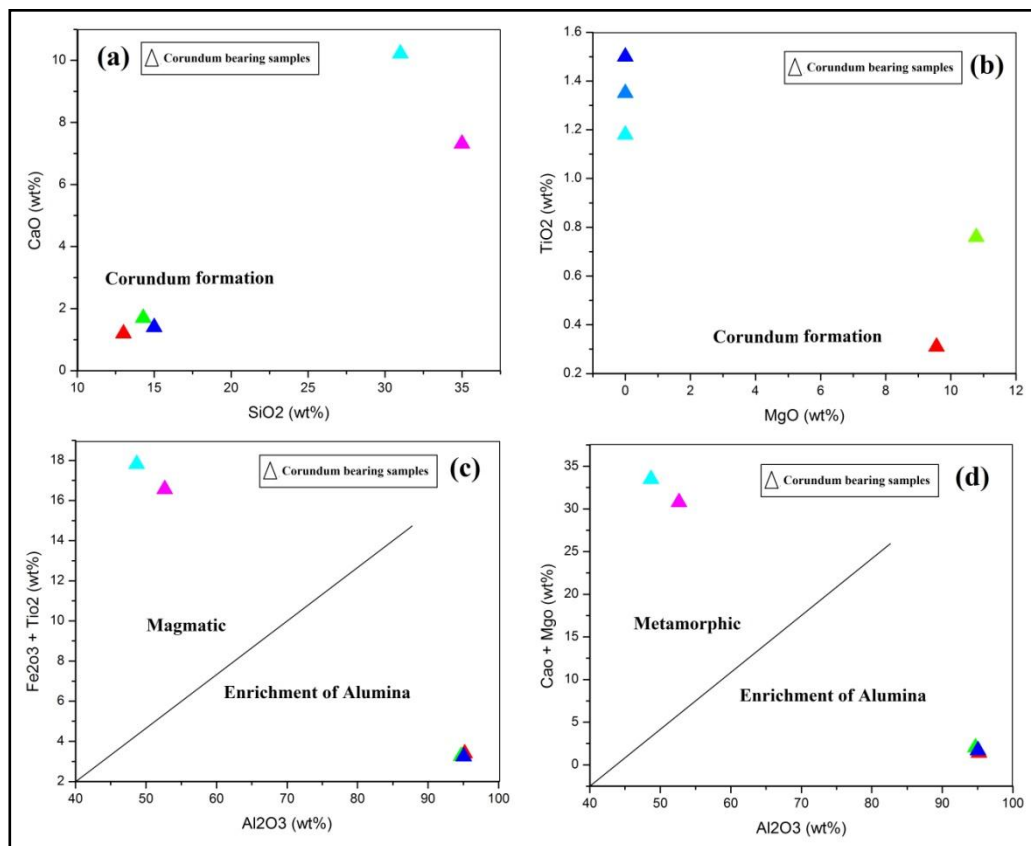 (a)
Corundum bearing samples
10
8
6
4
2
0
CaO (wt%)
Corundum formation
10
15
20
25
30
35
SiO2 (wt%)
(b)
Corundum bearing samples
1.6
1.4
1.2
1.0
0.8
0.6
0.4
0.2
TiO2 (wt%)
Corundum formation
0
2
4
6
8
10
12
MgO (wt%)
(c)
Corundum bearing samples
18
16
14
12
10
8
6
4
2
Fe2o3 + Tio2 (wt%)
Magmatic
Enrichment of Alumina
40
50
60
70
80
90
100
Al2O3 (wt%)
(d)
Corundum bearing samples
35
30
25
20
15
10
5
0
Cao + Mgo (wt%)
Metamorphic
Enrichment of Alumina
40
50
60
70
80
90
100
Al2O3 (wt%)